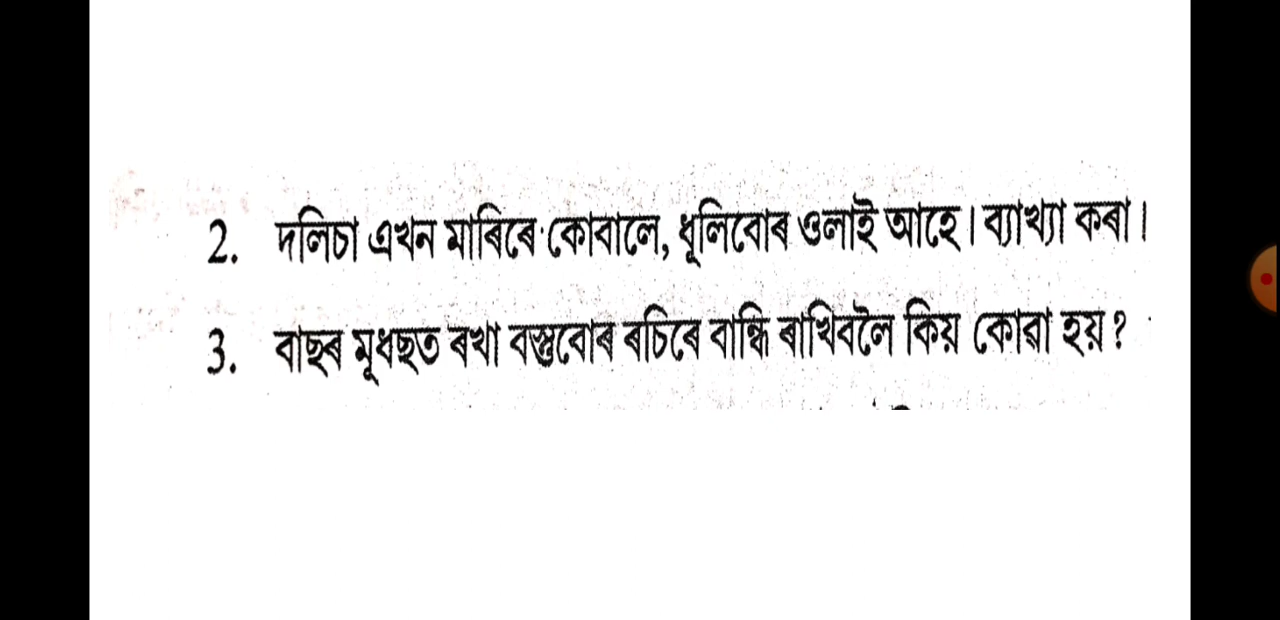 2. দলিচা এখন মাৰিৰে কোবালে, ধূলিবোৰ ওলাই আহে। ব্যাখ্যা কৰা।
3. বাছৰ মূধছত ৰখা বস্তুবোৰ ৰচিৰে বান্ধি ৰাখিবলৈ কিয় কোৱা হয়?